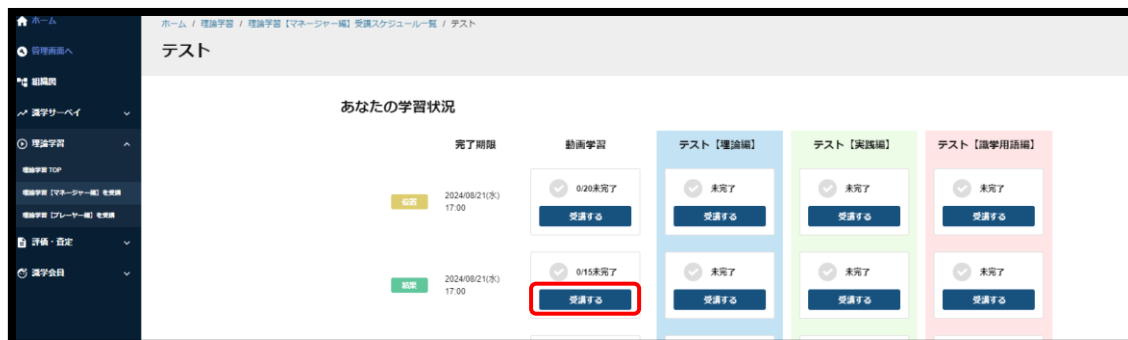 ホーム
管理画面へ
組織図
識学サーベイ
理論学習
理論学習 TOP
理論学習【マネージャー編】を受講
理論学習【プレーヤー編】を受講
評価・査定
識学会員
ホーム / 理論学習 / 理論学習【マネージャー編】受講スケジュール一覧 / テスト
テスト
あなたの学習状況
完了期限 動画学習 テスト【理論編】 テスト【実践編】 テスト【識学用語編】
位置 2024/08/21(水) 17:00 0/20未完了 未完了 未完了 未完了
受講する 受講する 受講する 受講する
結果 2024/08/21(水) 17:00 0/15未完了 未完了 未完了 未完了
受講する 受講する 受講する 受講する